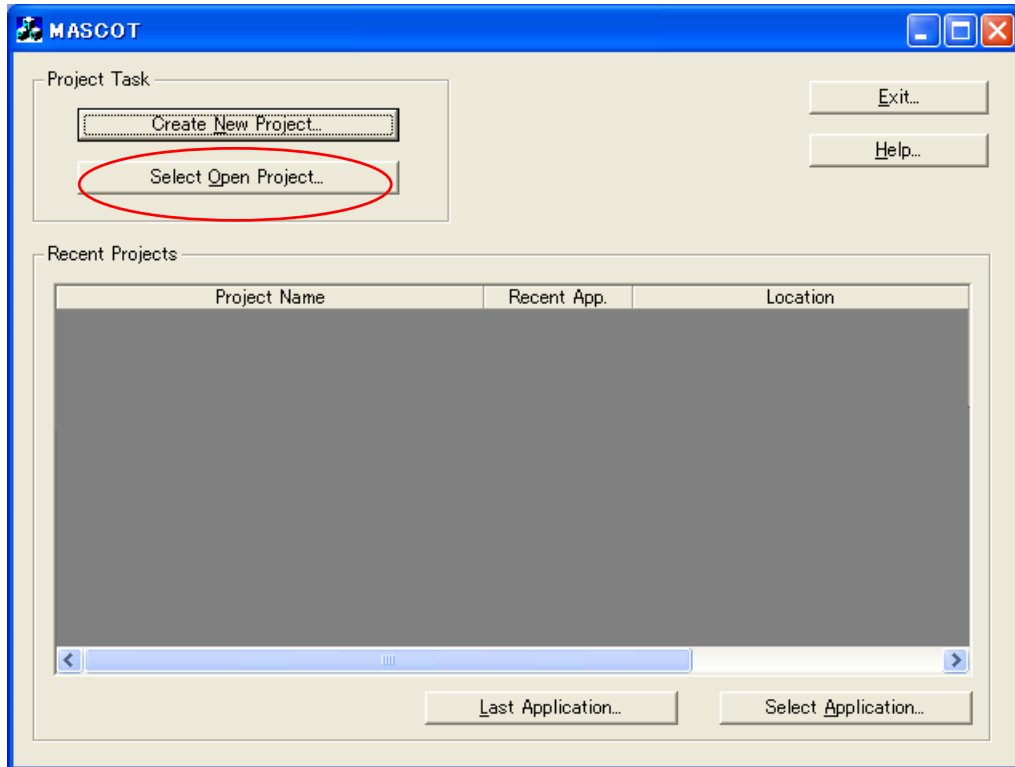 MASCOT
Project Task
Create New Project...
Select Open Project...
Exit...
Help...
Recent Projects
Project Name Recent App. Location
Last Application... Select Application...